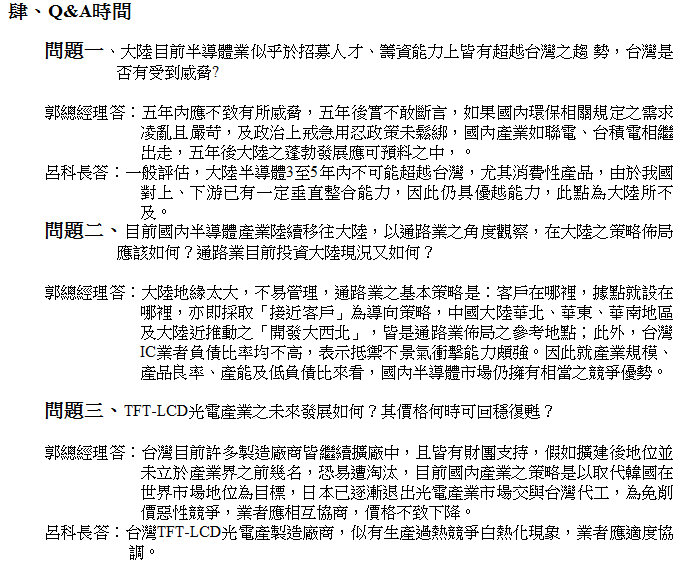 肆、Q&A時間
問題一、大陸目前半導體業似乎於招募人才、籌資能力上皆有超越台灣之趨 勢，台灣是
否有受到威脅?
郭總經理答：五年內應不致有所威脅，五年後實不敢斷言，如果國內環保相關規定之需求
凌亂且嚴苛，及政治上戒急用忍政策未鬆綁，國內產業如聯電、台積電相繼
出走，五年後大陸之蓬勃發展應可預料之中，。
呂科長答：一般評估，大陸半導體3至5年內不可能超越台灣，尤其消費性產品，由於我國
對上、下游已有一定垂直整合能力，因此仍具優越能力，此點為大陸所不
及。
問題二、目前國內半導體產業陸續移往大陸，以通路業之角度觀察，在大陸之策略佈局
應該如何？通路業目前投資大陸現況又如何？
郭總經理答：大陸地緣太大，不易管理，通路業之基本策略是：客戶在哪裡，據點就設在
哪裡，亦即採取「接近客戶」為導向策略，中國大陸華北、華東、華南地區
及大陸近推動之「開發大西北」，皆是通路業佈局之參考地點；此外，台灣
IC業者負債比率均不高，表示抵禦不景氣衝擊能力頗強。因此就產業規模、
產品良率、產能及低負債比來看，國內半導體市場仍擁有相當之競爭優勢。
問題三、TFT-LCD光電產業之未來發展如何？其價格何時可回穩復甦？
郭總經理答：台灣目前許多製造廠商皆繼續擴廠中，且皆有財團支持，假如擴建後地位並
未立於產業界之前幾名，恐易遭淘汰，目前國內產業之策略是以取代韓國在
世界市場地位為目標，日本已逐漸退出光電產業市場交與台灣代工，為免削
價惡性競爭，業者應相互協商，價格不致下降。
呂科長答：台灣TFT-LCD光電產製造廠商，似有生產過熱競爭白熱化現象，業者應適度協
調。